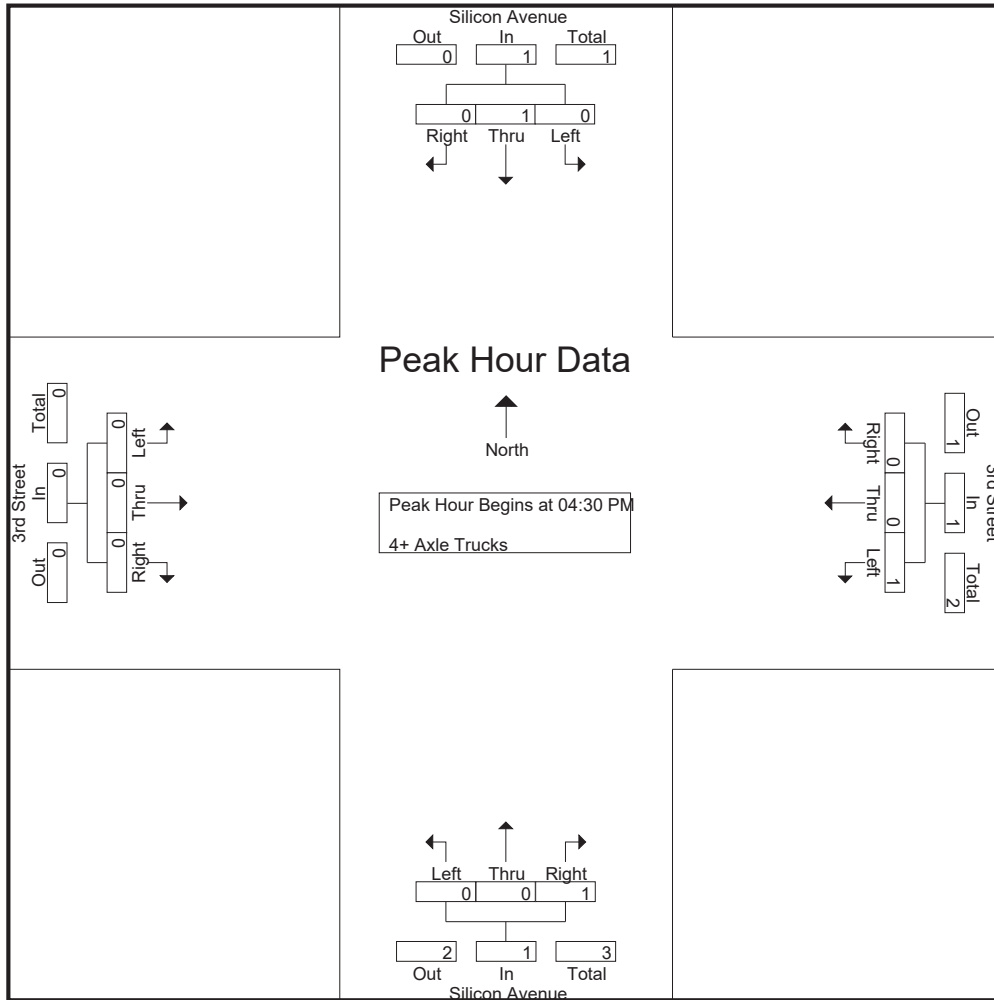 Silicon Avenue
Out In Total
0 1 1
0 1 0
Right Thru Left
Peak Hour Data
North
Peak Hour Begins at 04:30 PM
4+ Axle Trucks
3rd Street
Total In Out
0 0 0
0 0 0
Left Thru Right
Right Thru Left
0 0 1
1 1 2
Out In Total
3rd Street
Left Thru Right
0 0 1
2 1 3
Out In Total
Silicon Avenue